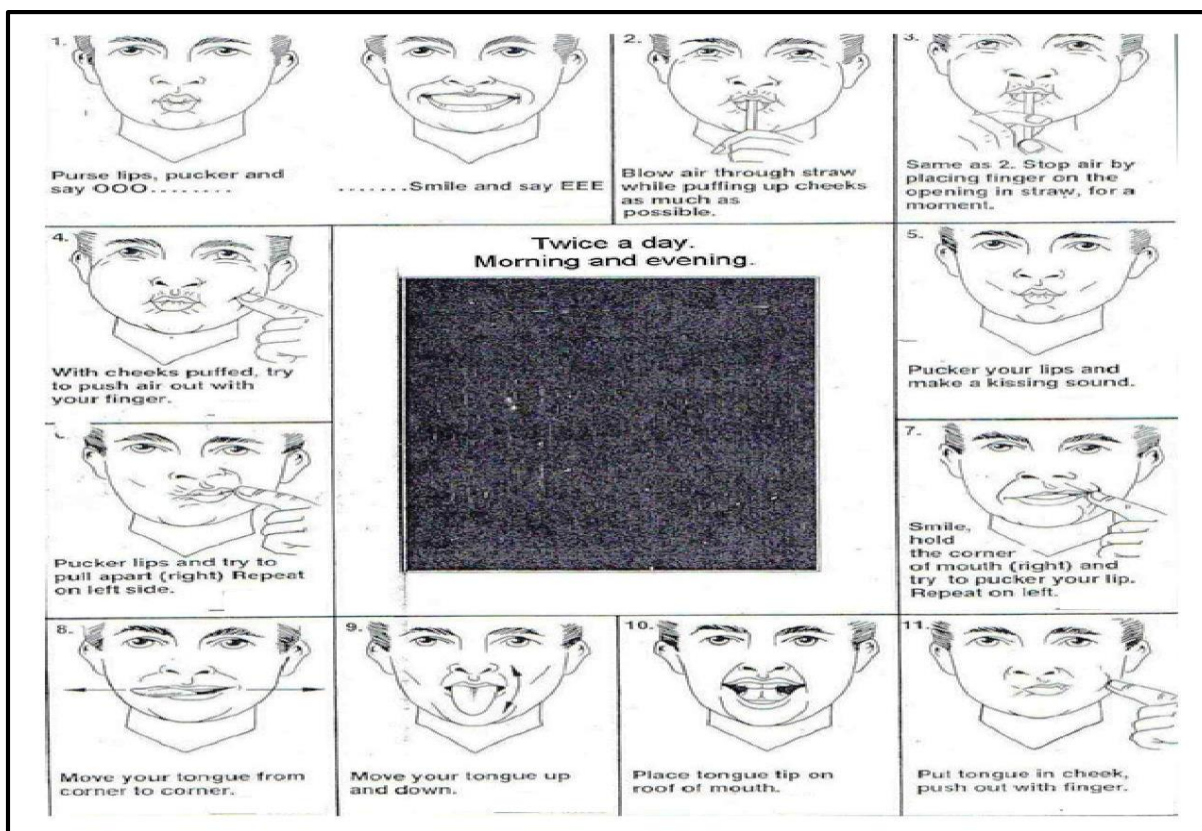 1.
Purse lips, pucker and
say OOO........
......Smile and say EEE
2.
Blow air through straw
while puffing up cheeks
as much as
possible.
3.
Same as 2. Stop air by
placing finger on the
opening in straw, for a
moment.
Twice a day.
Morning and evening.
4.
With cheeks puffed, try
to push air out with
your finger.
5.
Pucker your lips and
make a kissing sound.
Pucker lips and try to
pull apart (right) Repeat
on left side.
7.
Smile,
hold
the corner
of mouth (right) and
try to pucker your lip.
Repeat on left.
8.
Move your tongue from
corner to corner.
9.
Move your tongue up
and down.
10.
Place tongue tip on
roof of mouth.
11.
Put tongue in cheek,
push out with finger.